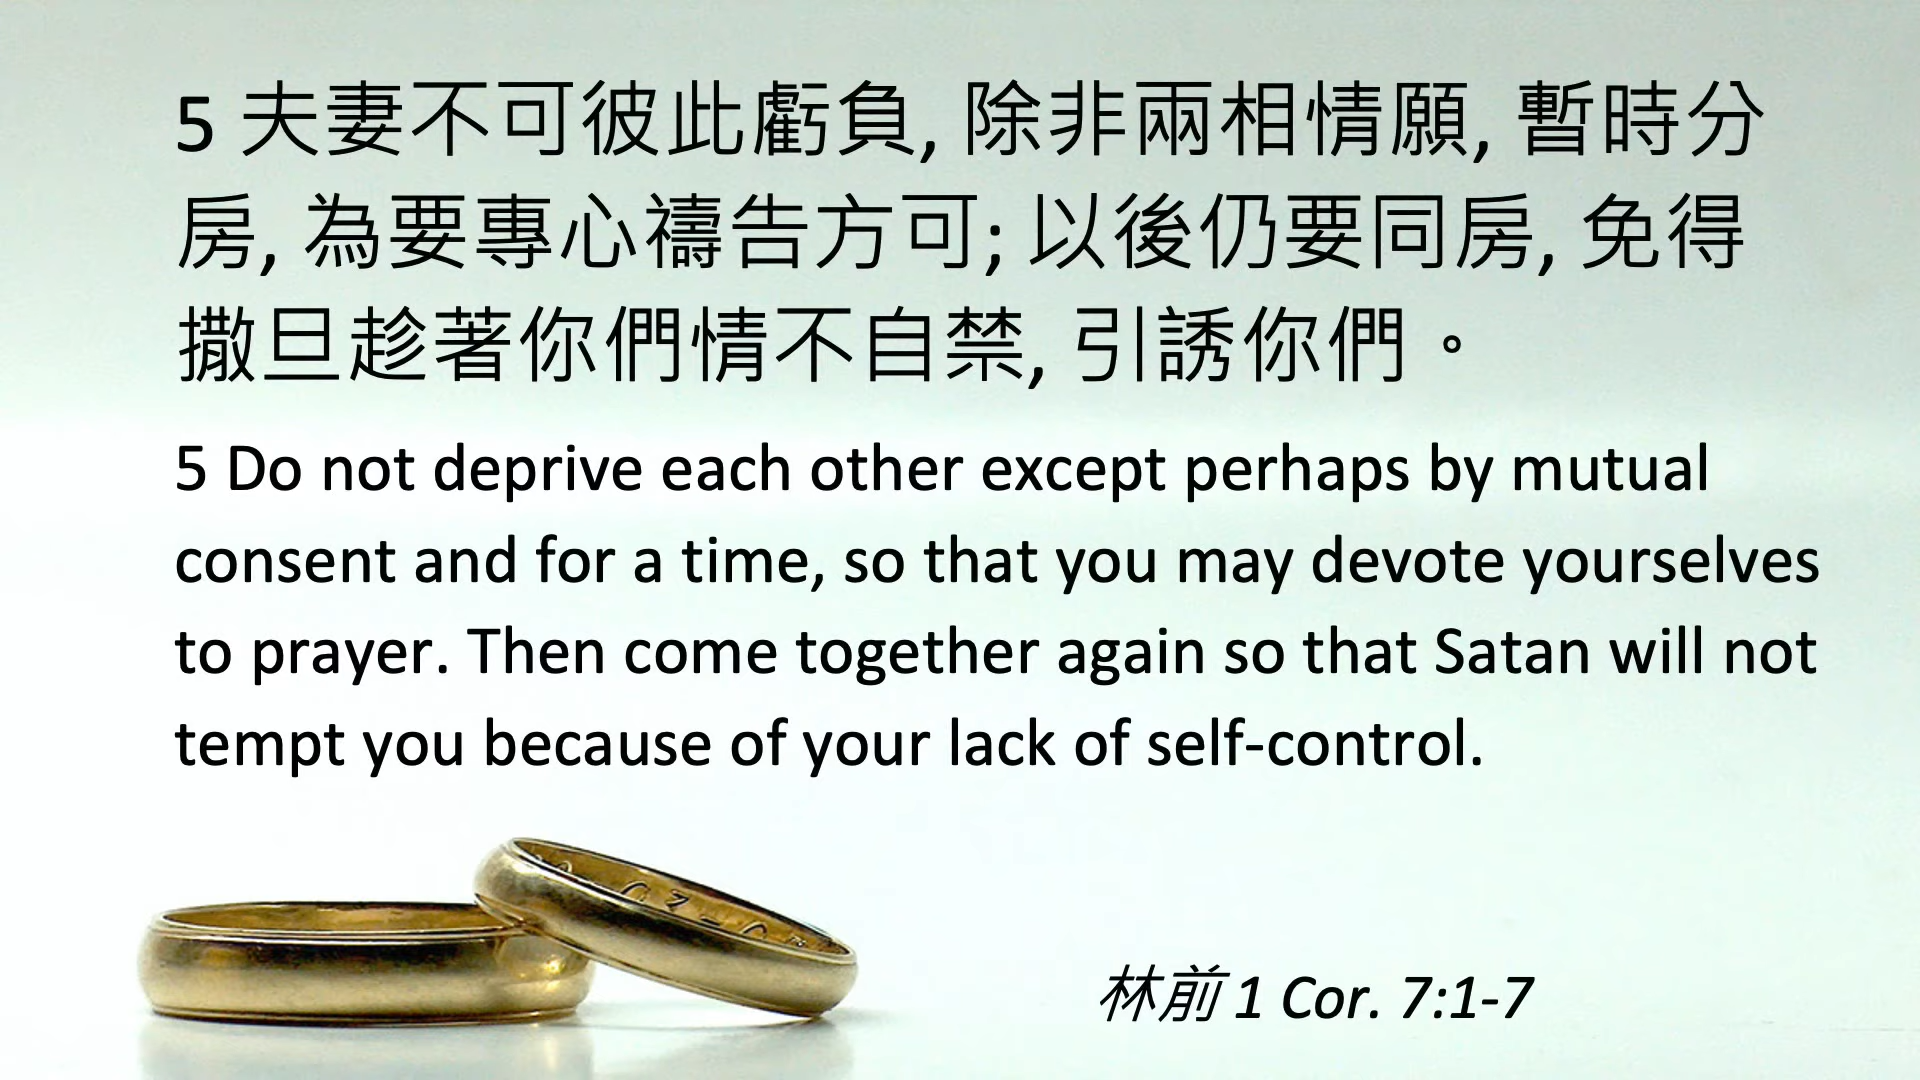 5 夫妻不可彼此虧負, 除非兩相情願, 暫時分
房, 為要專心禱告方可; 以後仍要同房, 免得
撒旦趁著你們情不自禁, 引誘你們。
5 Do not deprive each other except perhaps by mutual
consent and for a time, so that you may devote yourselves
to prayer. Then come together again so that Satan will not
tempt you because of your lack of self-control.
林前 1 Cor. 7:1-7